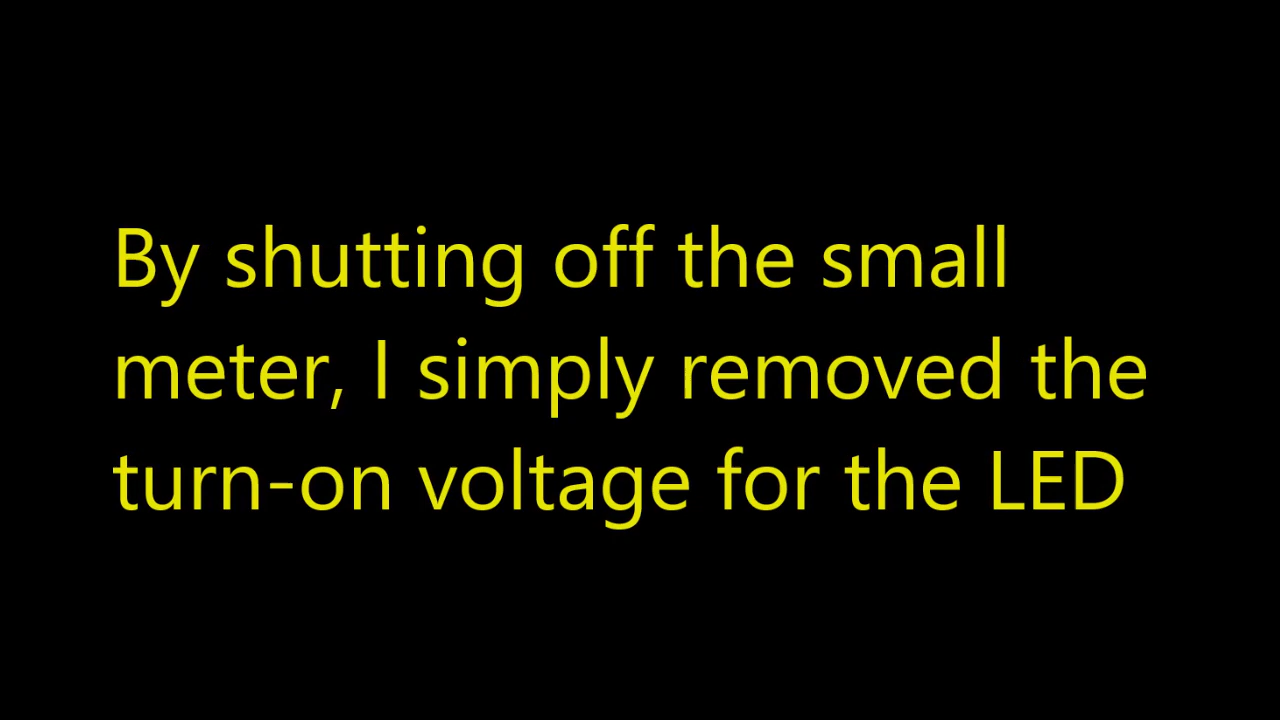 By shutting off the small
meter, I simply removed the
turn-on voltage for the LED